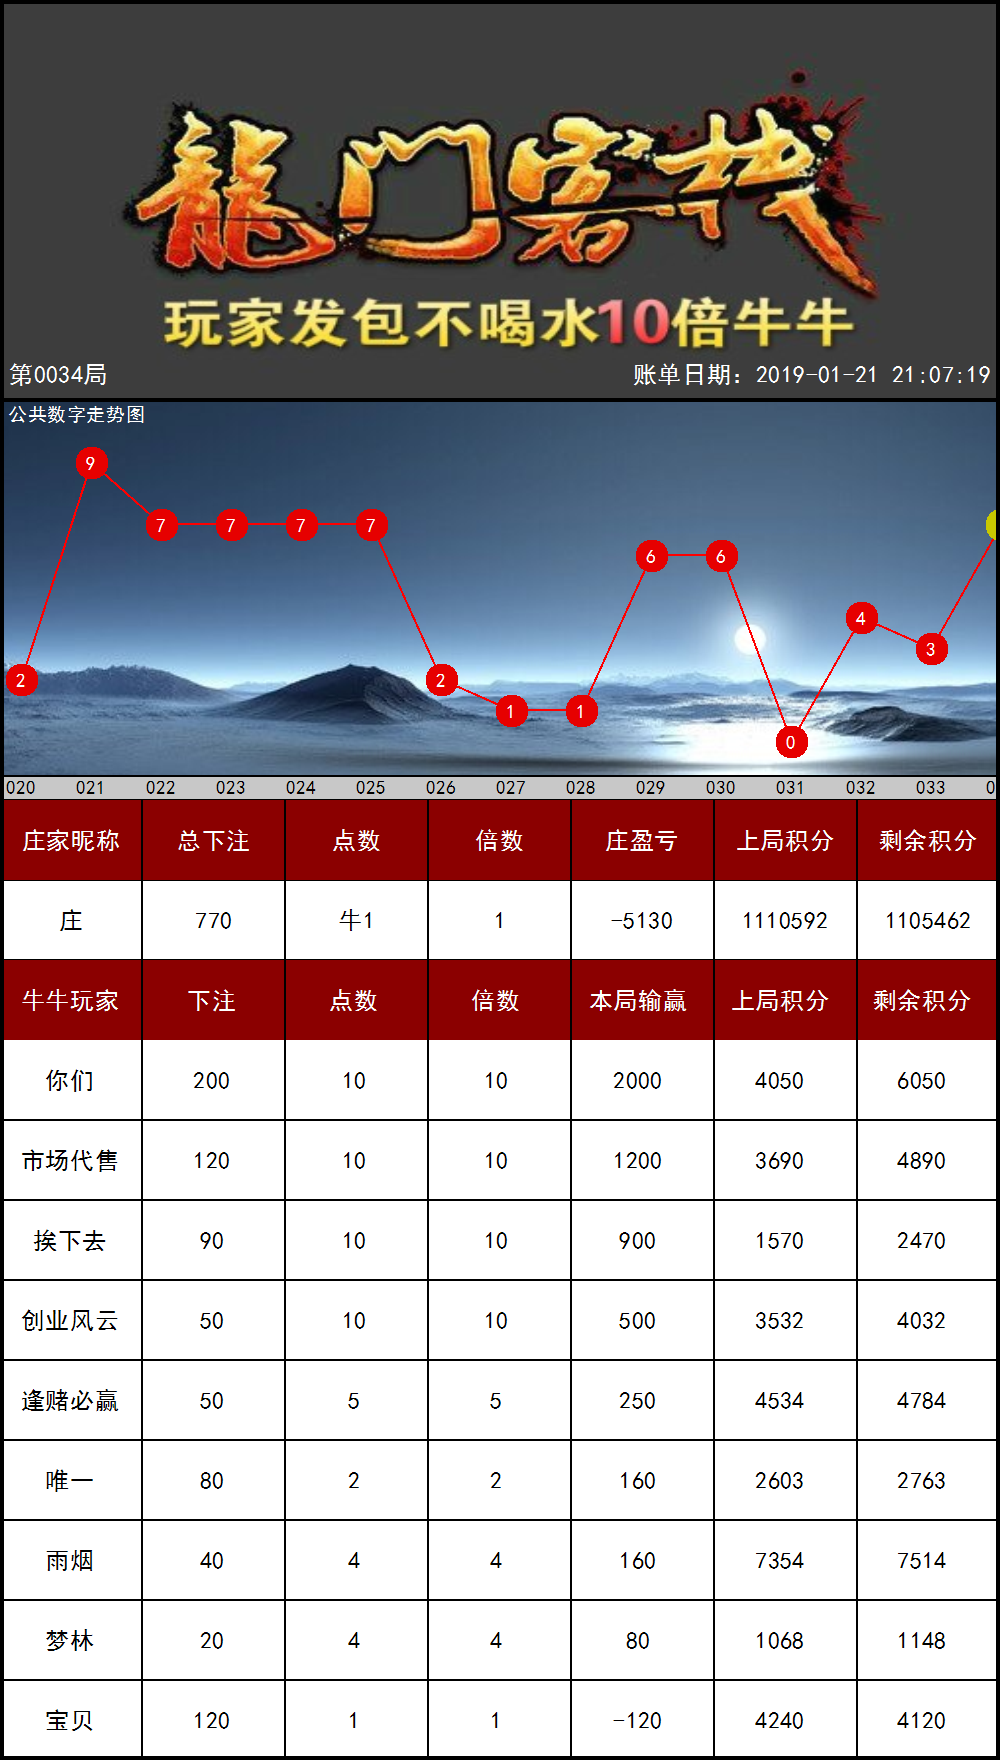 龍门客栈
玩家发包不喝水10倍牛牛
第0034局 账单日期：2019-01-21 21:07:19
公共数字走势图
9
7 7 7 7
6 6
4
3
2 2
1 1
0
020 021 022 023 024 025 026 027 028 029 030 031 032 033 0
庄家昵称 总下注 点数 倍数 庄盈亏 上局积分 剩余积分
庄 770 牛1 1 -5130 1110592 1105462
牛牛玩家 下注 点数 倍数 本局输赢 上局积分 剩余积分
你们 200 10 10 2000 4050 6050
市场代售 120 10 10 1200 3690 4890
挨下去 90 10 10 900 1570 2470
创业风云 50 10 10 500 3532 4032
逢赌必赢 50 5 5 250 4534 4784
唯一 80 2 2 160 2603 2763
雨烟 40 4 4 160 7354 7514
梦林 20 4 4 80 1068 1148
宝贝 120 1 1 -120 4240 4120